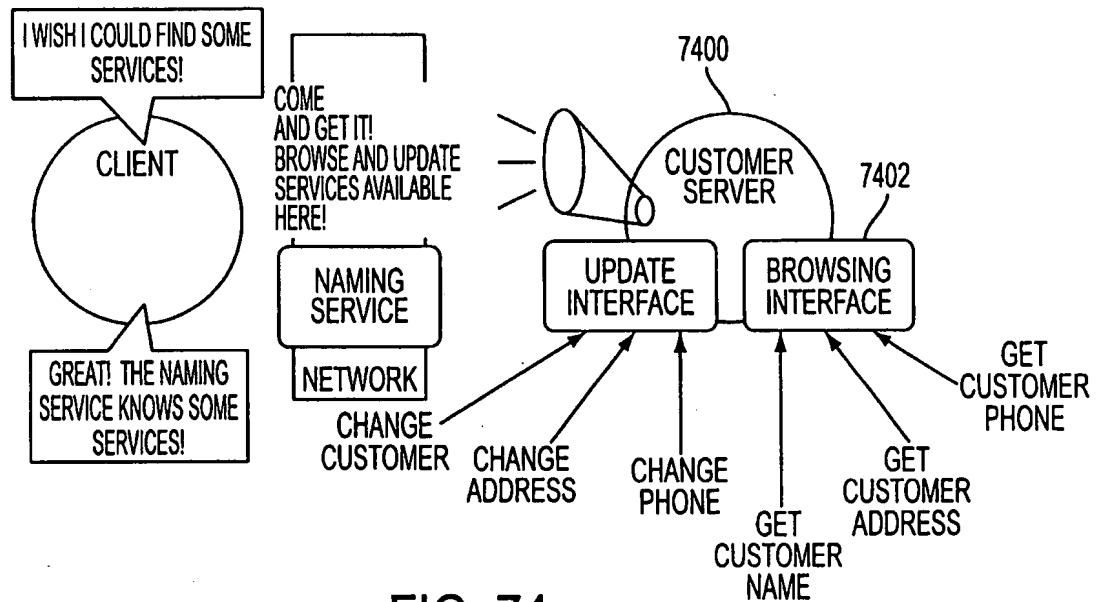 I WISH I COULD FIND SOME
SERVICES!
CLIENT
GREAT! THE NAMING
SERVICE KNOWS SOME
SERVICES!
COME
AND GET IT!
BROWSE AND UPDATE
SERVICES AVAILABLE
HERE!
NAMING
SERVICE
NETWORK
7400
CUSTOMER
SERVER
7402
UPDATE
INTERFACE
BROWSING
INTERFACE
CHANGE
CUSTOMER
CHANGE
ADDRESS
CHANGE
PHONE
GET
CUSTOMER
NAME
GET
CUSTOMER
ADDRESS
GET
CUSTOMER
PHONE
FIG. 74